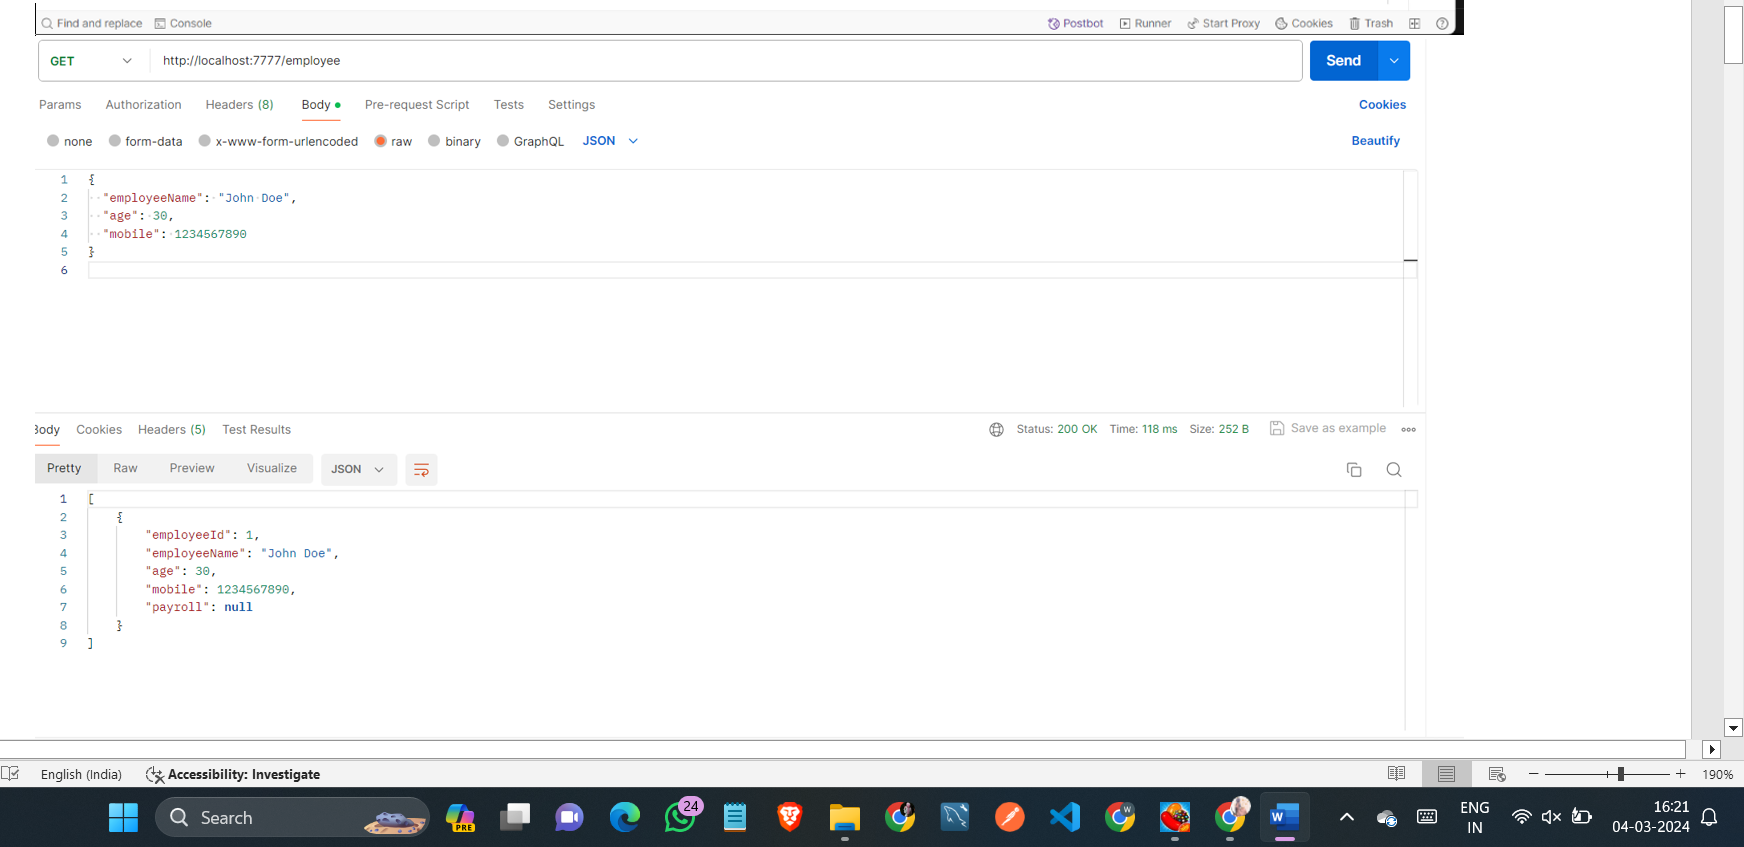 Find and replace Console Postbot Runner Start Proxy Cookies Trash
GET http://localhost:7777/employee Send
Params Authorization Headers (8) Body Pre-request Script Tests Settings Cookies
none form-data x-www-form-urlencoded raw binary GraphQL JSON Beautify
1 {
2 "employeeName": "John Doe",
3 "age": 30,
4 "mobile": 1234567890
5 }
6
Body Cookies Headers (5) Test Results Status: 200 OK Time: 118 ms Size: 252 B Save as example
Pretty Raw Preview Visualize JSON
1 [
2 {
3 "employeeId": 1,
4 "employeeName": "John Doe",
5 "age": 30,
6 "mobile": 1234567890,
7 "payroll": null
8 }
9 ]
English (India) Accessibility: Investigate 190%
Search PRE 24 W W ENG 16:21
IN 04-03-2024